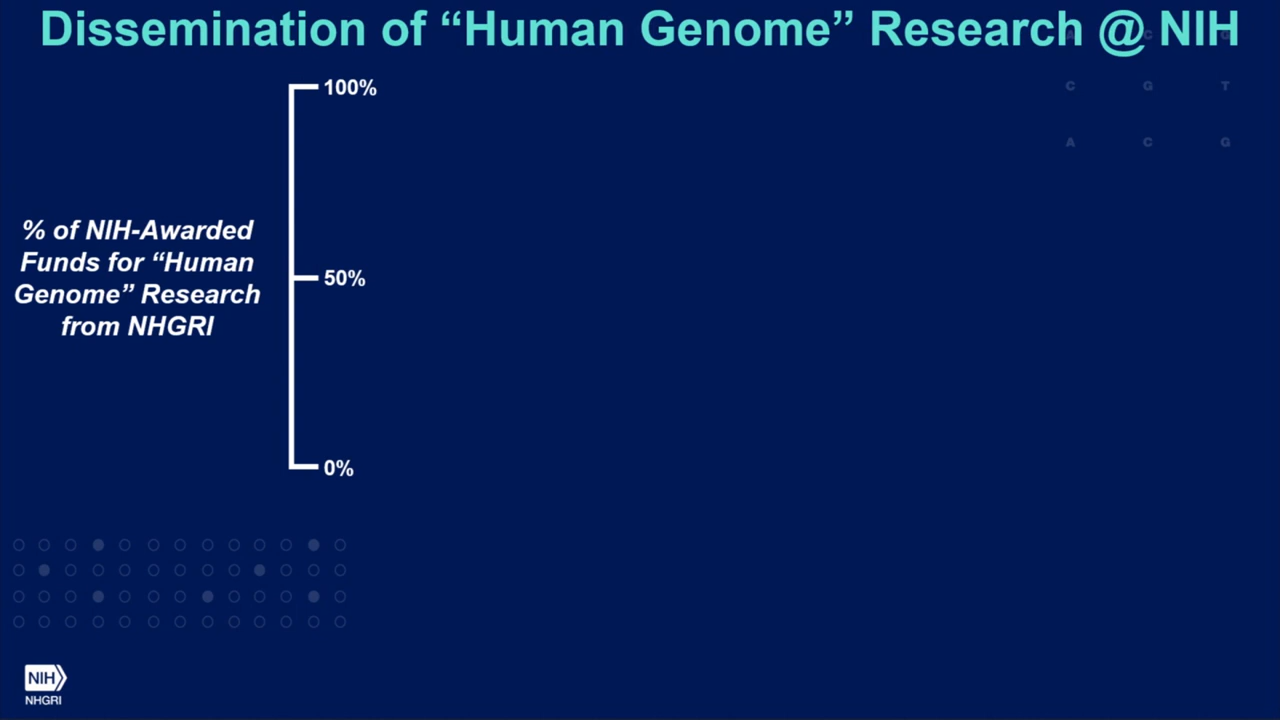 Dissemination of “Human Genome” Research @ NIH
A C G
C G T
A C G
100%
% of NIH-Awarded
Funds for “Human
Genome” Research
from NHGRI
50%
0%
NIH
NHGRI